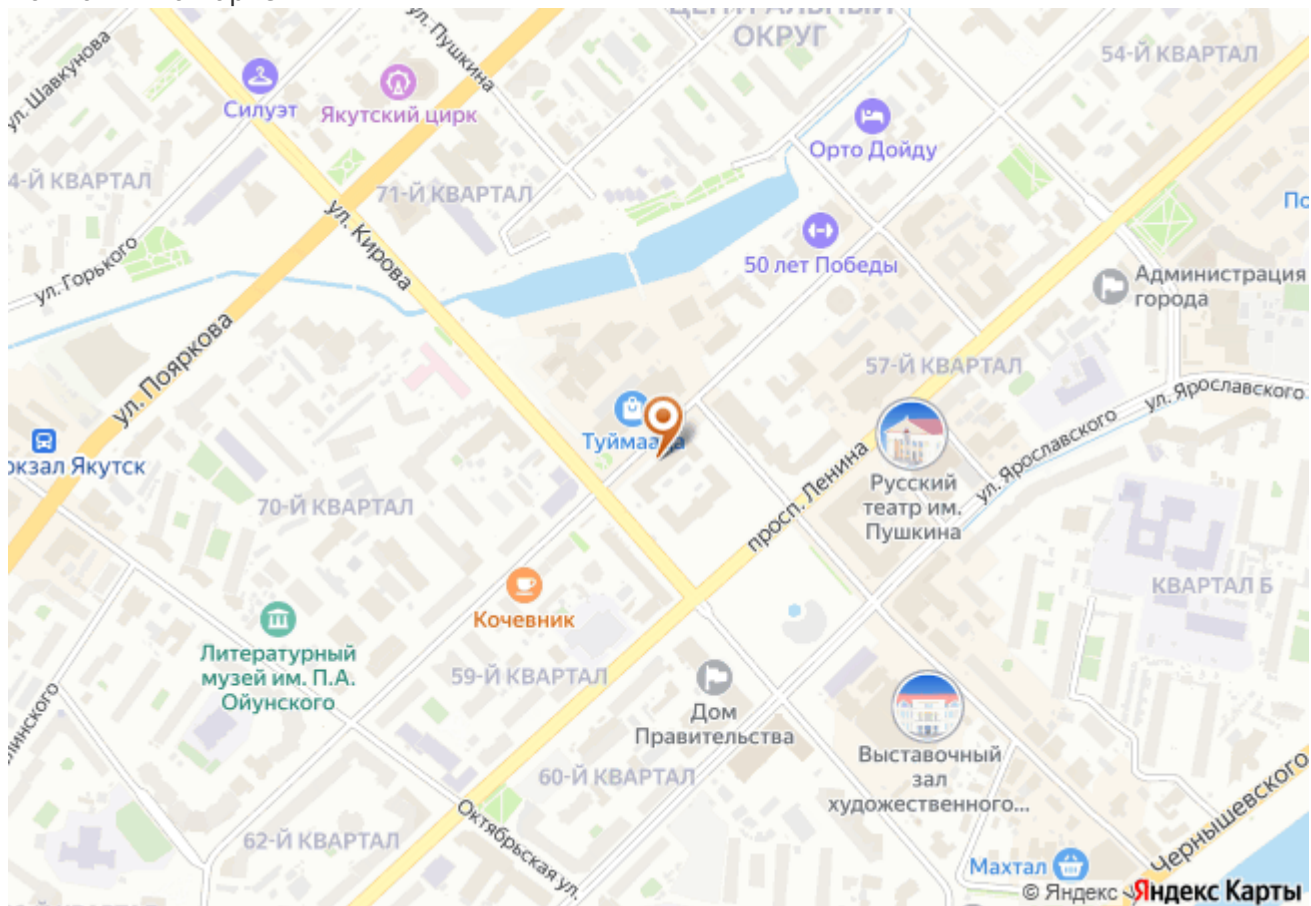 ЦЕНТРАЛЬНЫЙ
ОКРУГ
ул. Пушкина
54-Й КВАРТАЛ
ул. Шавкунова
Силуэт
Якутский цирк
Орто Дойду
4-Й КВАРТАЛ
71-Й КВАРТАЛ
По
ул. Кирова
50 лет Победы
ул. Горького
Администрация
города
ул. Пояркова
57-Й КВАРТАЛ
ул. Ярославского
Туймаада
окзал Якутск
просп. Ленина
Русский
театр им.
Пушкина
ул. Ярославского
70-Й КВАРТАЛ
КВАРТАЛ Б
Кочевник
Литературный
музей им. П.А.
Ойунского
59-Й КВАРТАЛ
Дом
Правительства
линского
Выставочный
зал
художественного...
60-Й КВАРТАЛ
Октябрьская ул.
62-Й КВАРТАЛ
Чернышевского
Махтал
© Яндекс Яндекс Карты